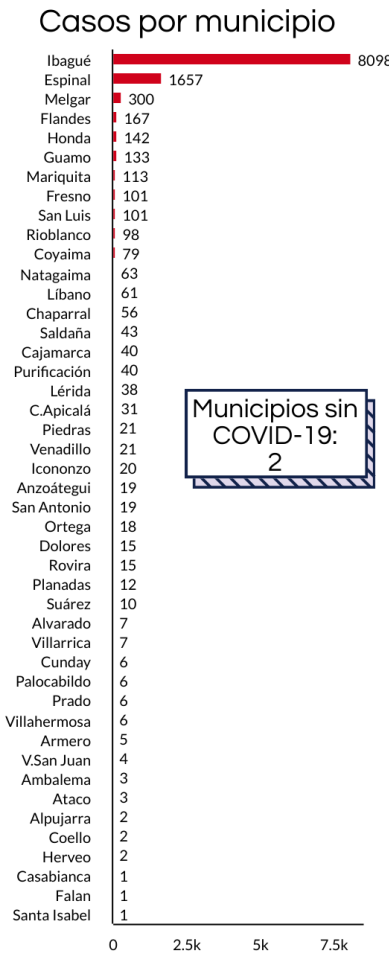 Casos por municipio
Ibagué 8098
Espinal 1657
Melgar 300
Flandes 167
Honda 142
Guamo 133
Mariquita 113
Fresno 101
San Luis 101
Rioblanco 98
Coyaima 79
Natagaima 63
Líbano 61
Chaparral 56
Saldaña 43
Cajamarca 40
Purificación 40
Lérida 38
C.Apicalá 31
Piedras 21
Venadillo 21
Icononzo 20
Anzoátegui 19
San Antonio 19
Ortega 18
Dolores 15
Rovira 15
Planadas 12
Suárez 10
Alvarado 7
Villarrica 7
Cunday 6
Palocabildo 6
Prado 6
Villahermosa 6
Armero 5
V.San Juan 4
Ambalema 3
Ataco 3
Alpujarra 2
Coello 2
Herveo 2
Casabianca 1
Falan 1
Santa Isabel 1
0 2.5k 5k 7.5k
Municipios sin
COVID-19:
2